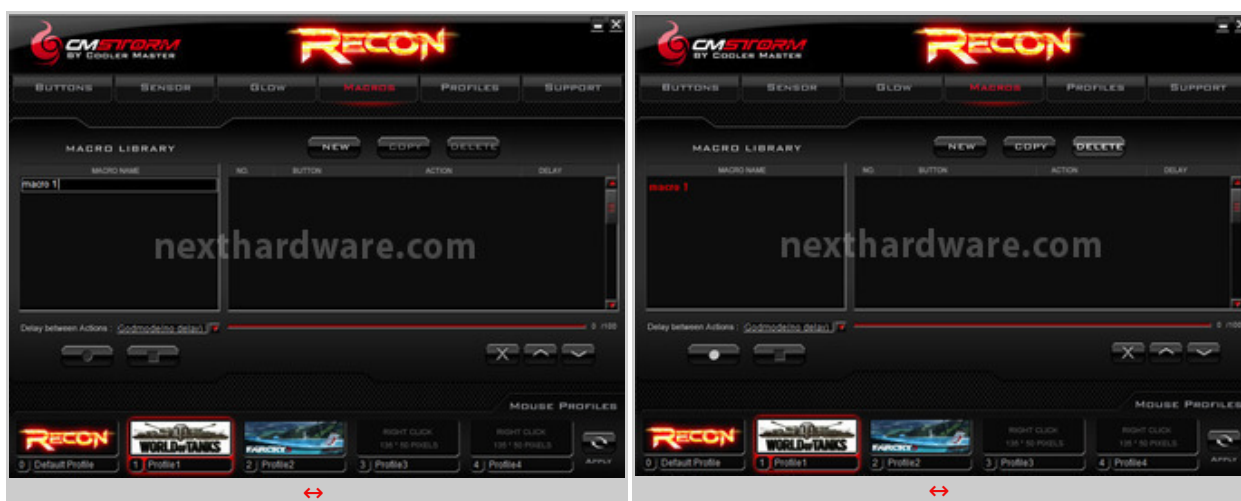 CMSTORM
BY COOLER MASTER
RECON
BUTTONS SENSOR GLOW MACROS PROFILES SUPPORT
MACRO LIBRARY
NEW COPY DELETE
MACRO NAME NO. BUTTON ACTION DELAY
macro 1
nexthardware.com
Delay between Actions : Godmode(no delay) 0 /100
MOUSE PROFILES
RECON
WORLD OF TANKS
FARCRY 3
RIGHT CLICK
135 * 50 PIXELS
RIGHT CLICK
135 * 50 PIXELS
0 Default Profile 1 Profile1 2 Profile2 3 Profile3 4 Profile4 APPLY
CMSTORM
BY COOLER MASTER
RECON
BUTTONS SENSOR GLOW MACROS PROFILES SUPPORT
MACRO LIBRARY
NEW COPY DELETE
MACRO NAME NO. BUTTON ACTION DELAY
macro 1
nexthardware.com
Delay between Actions : Godmode(no delay) 0 /100
MOUSE PROFILES
RECON
WORLD OF TANKS
FARCRY 3
RIGHT CLICK
135 * 50 PIXELS
RIGHT CLICK
135 * 50 PIXELS
0 Default Profile 1 Profile1 2 Profile2 3 Profile3 4 Profile4 APPLY